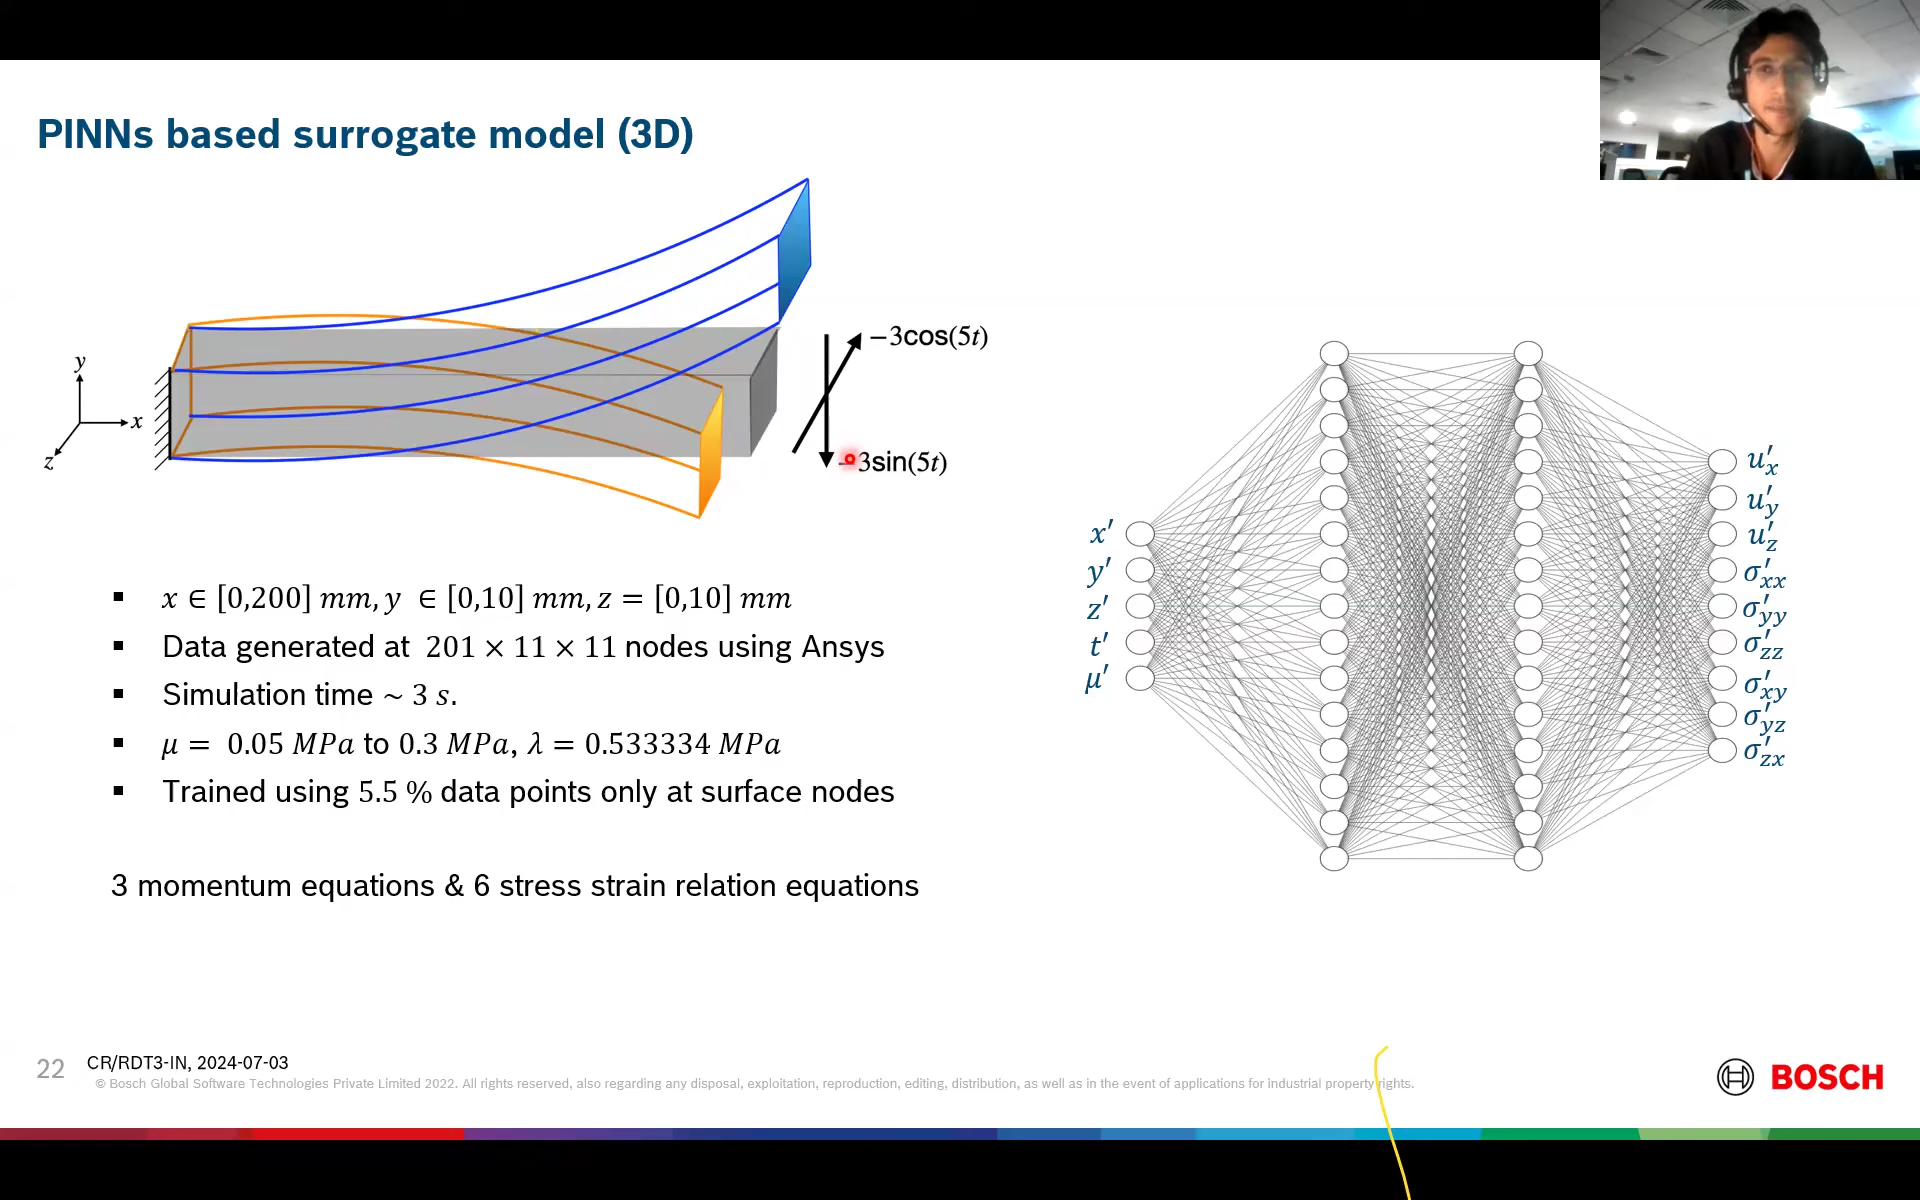 PINNs based surrogate model (3D)
−3cos(5t)
y
x
z
−3sin(5t)
x ∈ [0,200] mm, y ∈ [0,10] mm, z = [0,10] mm
Data generated at 201 × 11 × 11 nodes using Ansys
Simulation time ~ 3 s.
μ = 0.05 MPa to 0.3 MPa, λ = 0.533334 MPa
Trained using 5.5 % data points only at surface nodes
3 momentum equations & 6 stress strain relation equations
x′
y′
z′
t′
μ′
u′x
u′y
u′z
σ′xx
σ′yy
σ′zz
σ′xy
σ′yz
σ′zx
22
CR/RDT3-IN, 2024-07-03
© Bosch Global Software Technologies Private Limited 2022. All rights reserved, also regarding any disposal, exploitation, reproduction, editing, distribution, as well as in the event of applications for industrial property rights.
BOSCH